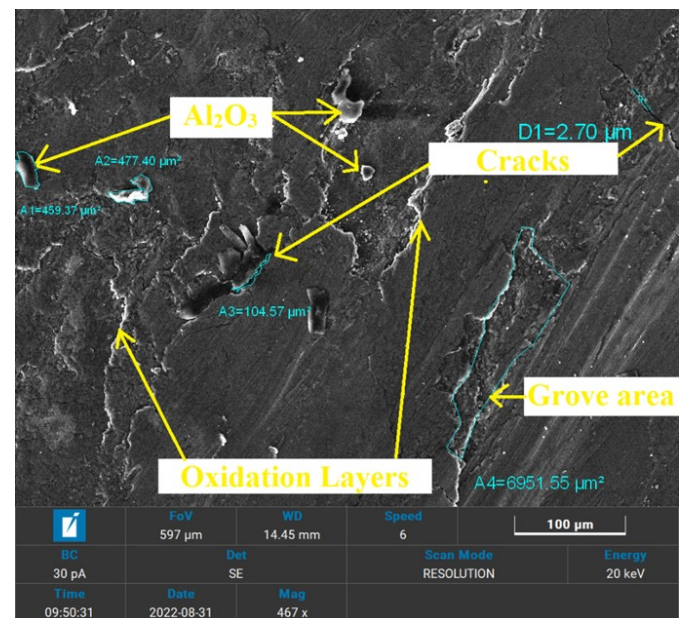 Al₂O₃
D1=2.70 µm
Cracks
A2=477.40 µm²
A1=459.37 µm²
A3=104.57 µm²
Grove area
Oxidation Layers
A4=6951.55 µm²
FoV
597 µm
WD
14.45 mm
Speed
6
100 µm
BC
30 pA
Det
SE
Scan Mode
RESOLUTION
Energy
20 keV
Time
09:50:31
Date
2022-08-31
Mag
467 x